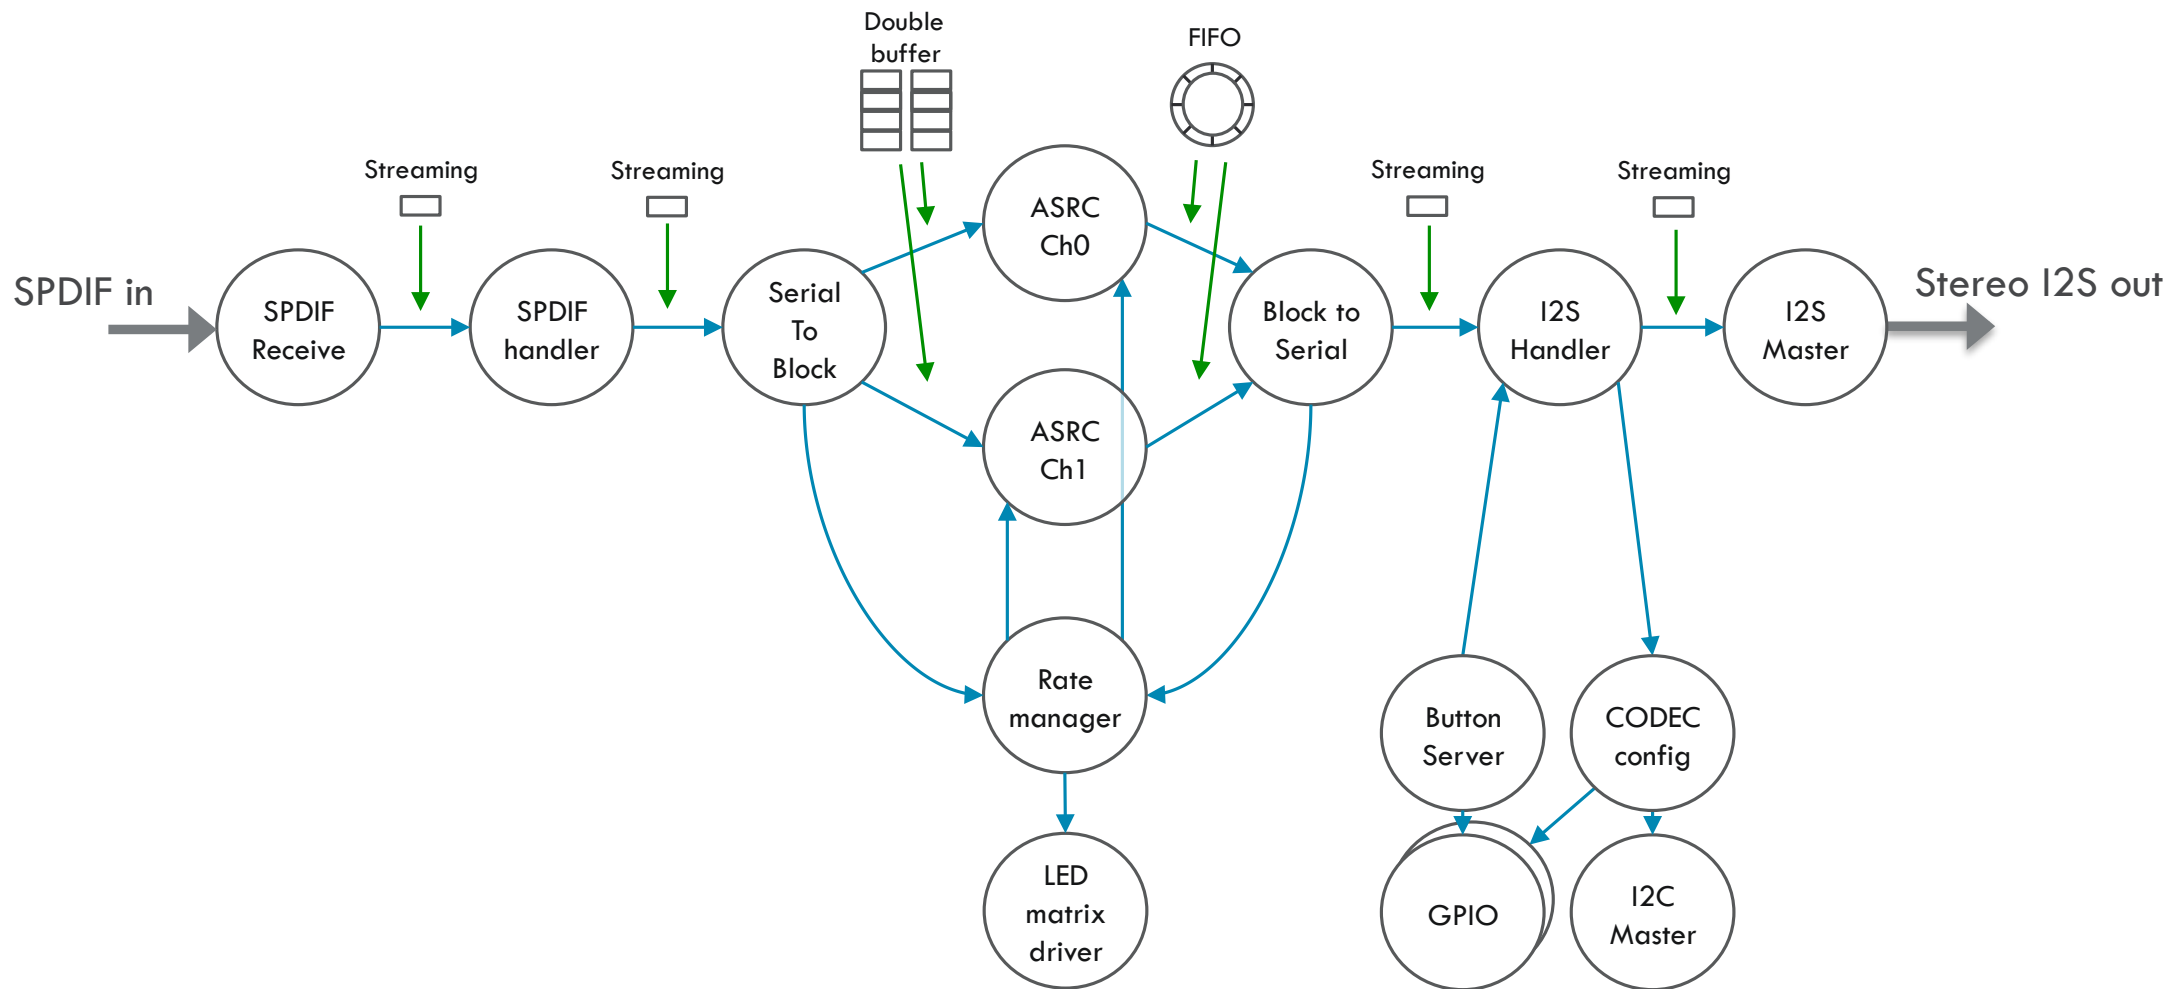 Double
buffer
FIFO
Streaming
Streaming
Streaming
Streaming
SPDIF in
SPDIF
Receive
SPDIF
handler
Serial
To
Block
ASRC
Ch0
ASRC
Ch1
Block to
Serial
I2S
Handler
I2S
Master
Stereo I2S out
Rate
manager
Button
Server
CODEC
config
LED
matrix
driver
GPIO
I2C
Master